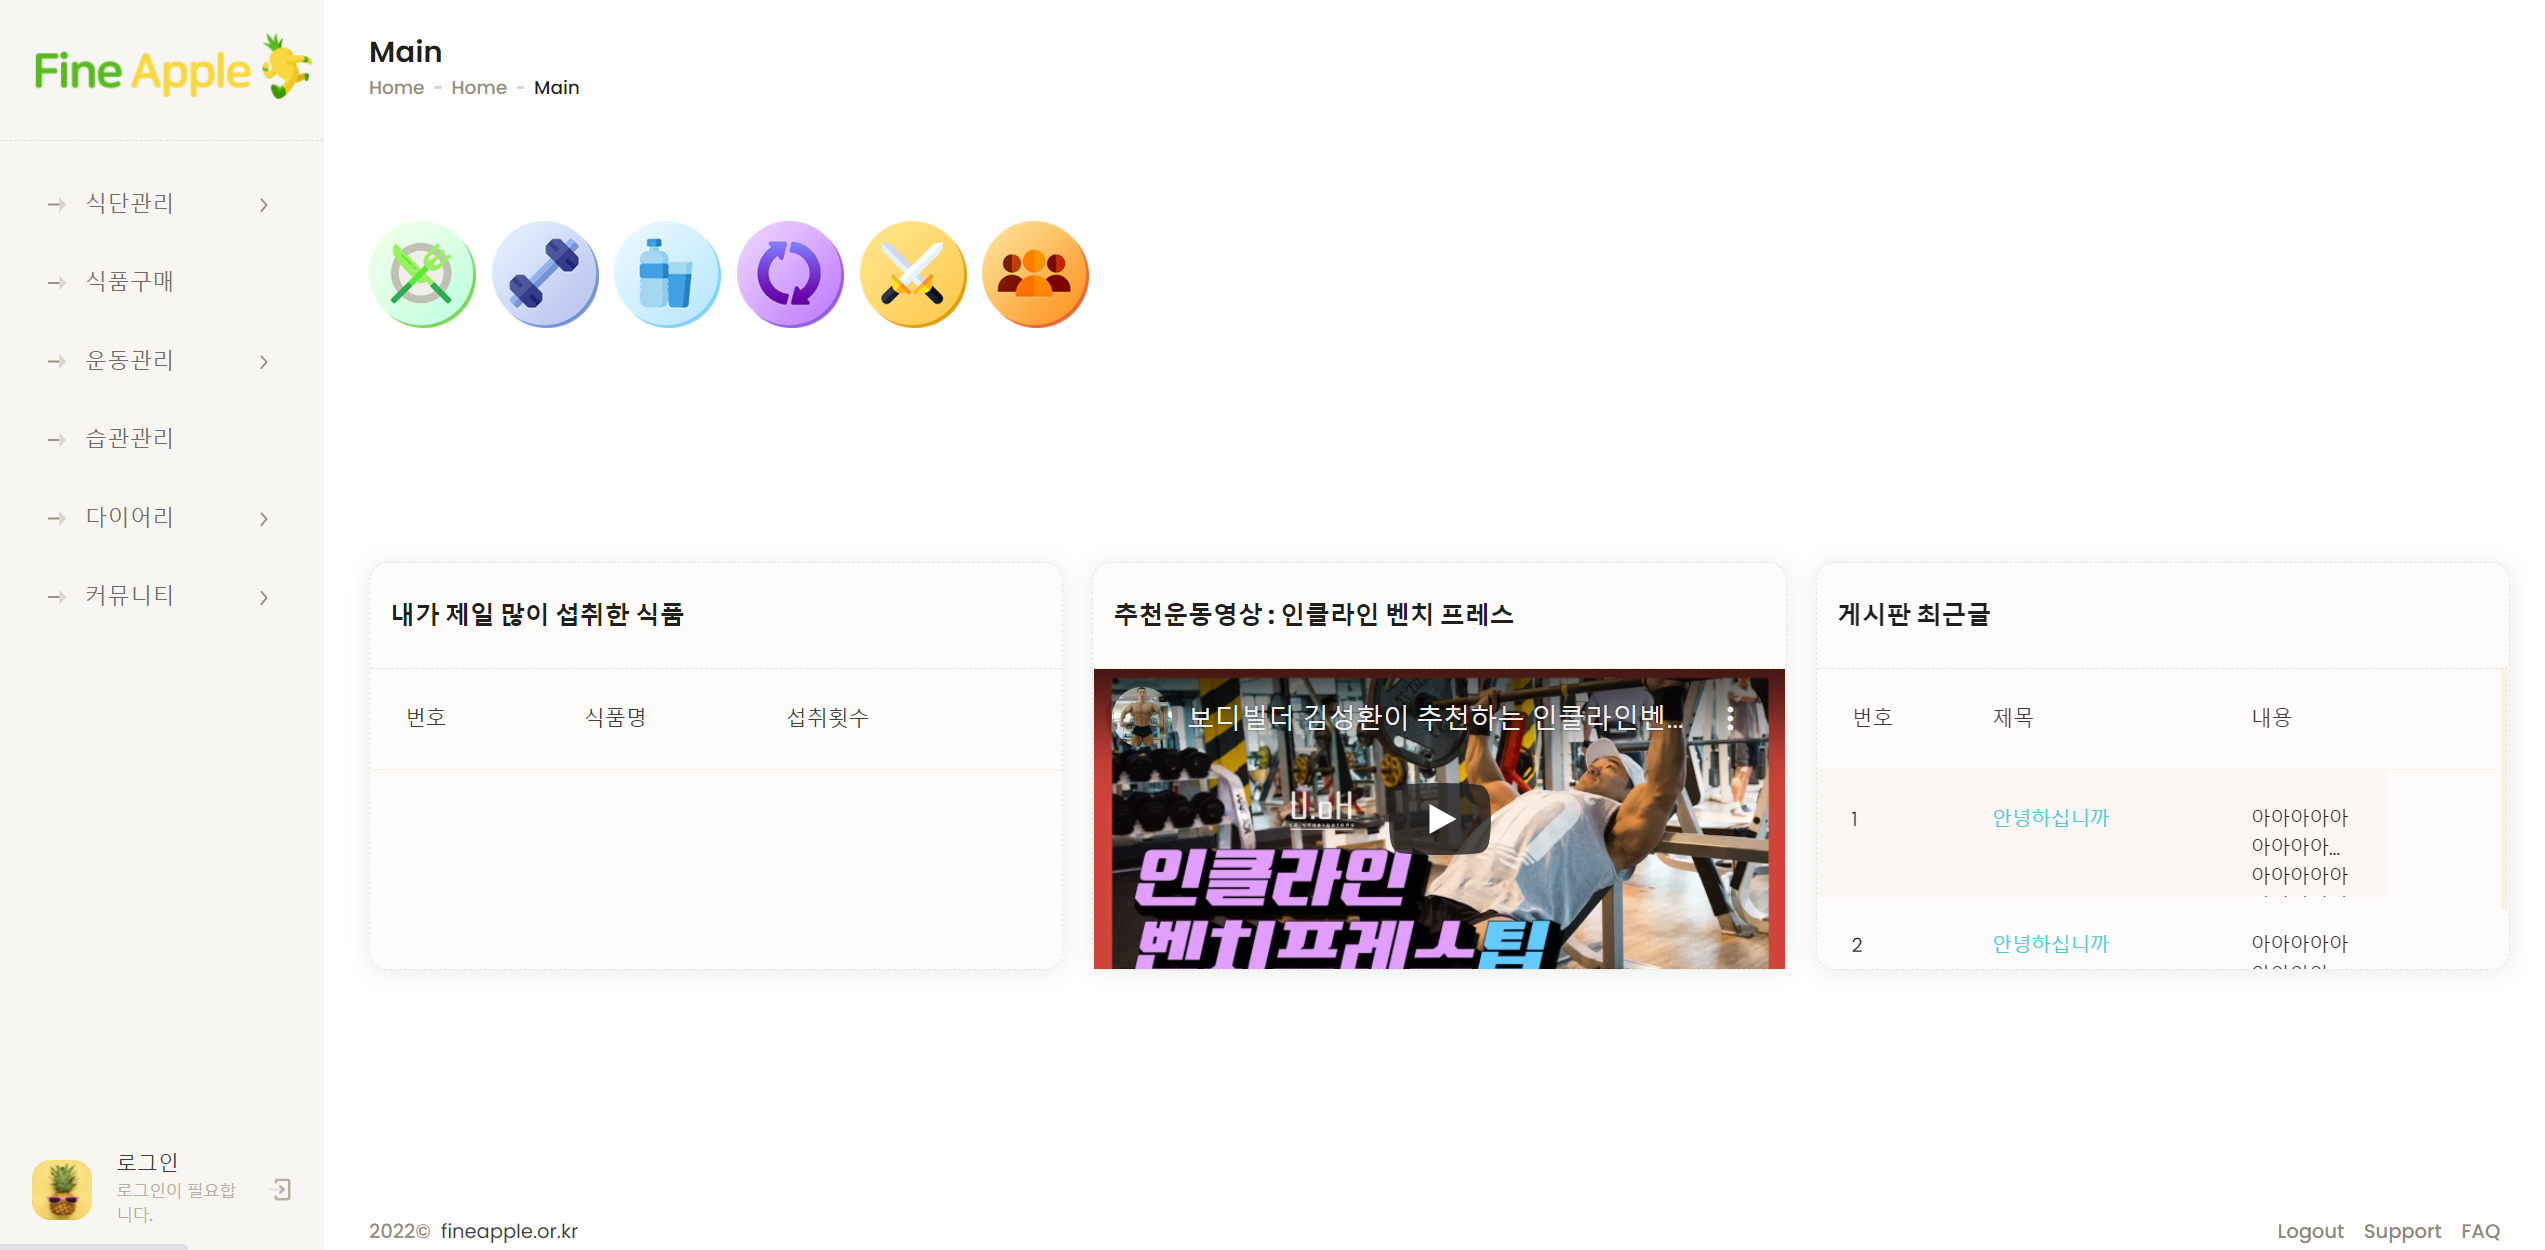 Fine Apple
식단관리
식품구매
운동관리
습관관리
다이어리
커뮤니티
로그인
로그인이 필요합
니다.
Main
Home - Home - Main
내가 제일 많이 섭취한 식품
번호 식품명 섭취횟수
추천운동영상 : 인클라인 벤치 프레스
보디빌더 김성환이 추천하는 인클라인벤...
U.oH
인클라인
벤치프레스팁
게시판 최근글
번호 제목 내용
1 안녕하십니까 아아아아아
아아아아...
아아아아아
2 안녕하십니까 아아아아아
2022© fineapple.or.kr
Logout Support FAQ